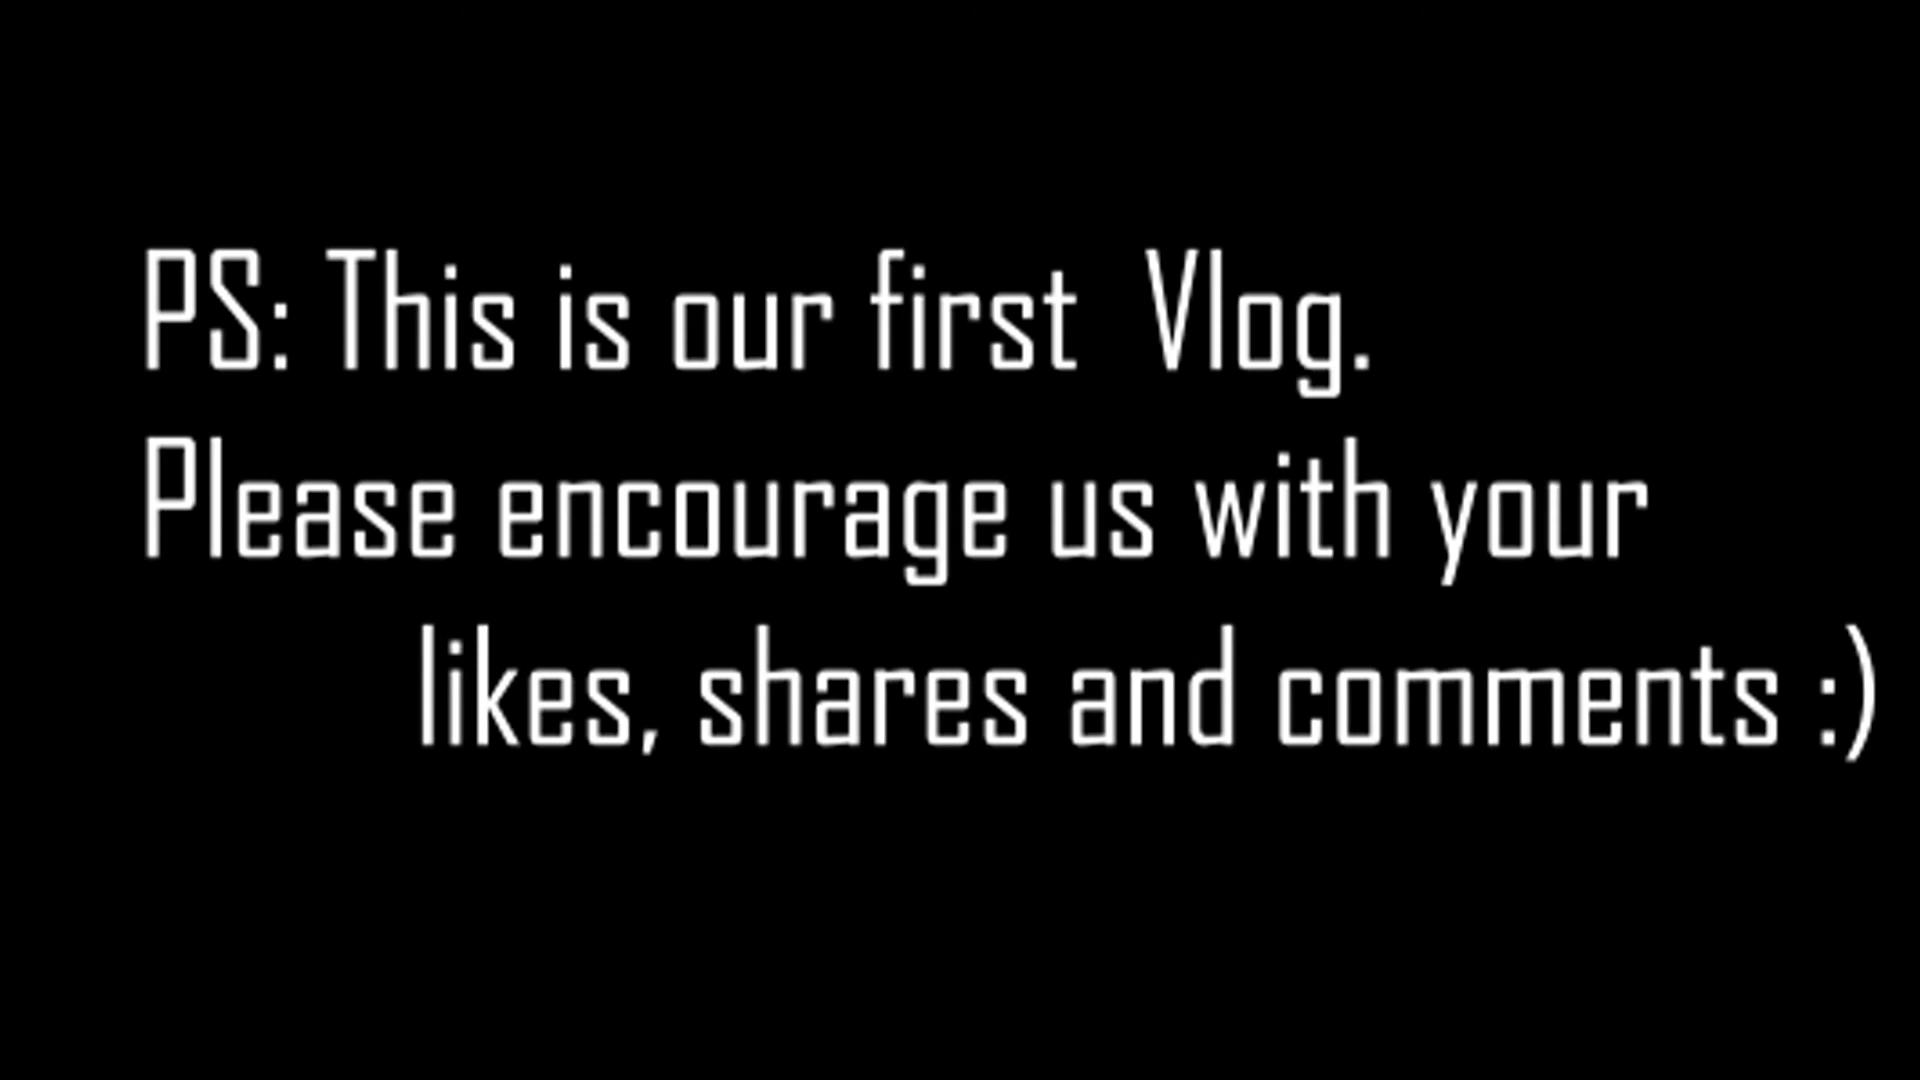 PS: This is our first  Vlog.
Please encourage us with your
likes, shares and comments :)